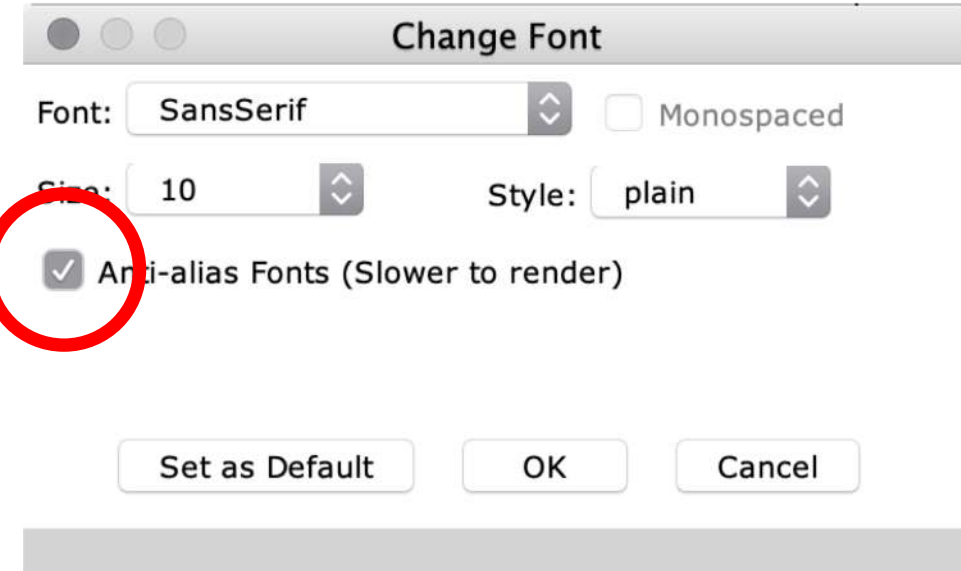 Change Font
Font: SansSerif Monospaced
Size: 10 Style: plain
Anti-alias Fonts (Slower to render)
Set as Default OK Cancel